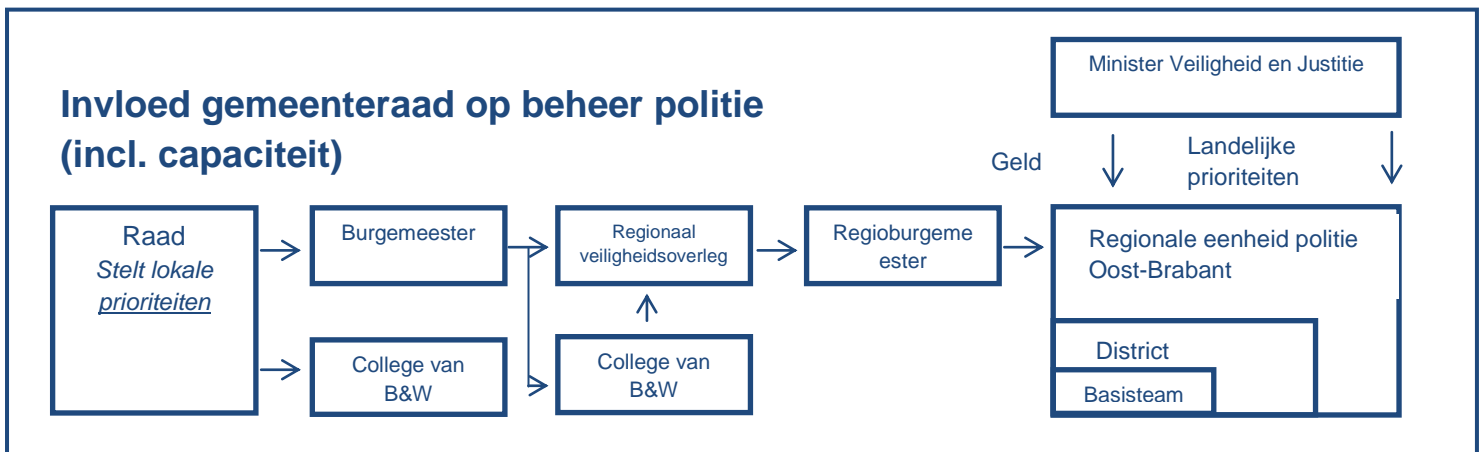 Invloed gemeenteraad op beheer politie
(incl. capaciteit)
Minister Veiligheid en Justitie
Geld
Landelijke
prioriteiten
Raad
Stelt lokale
prioriteiten
Burgemeester
Regionaal
veiligheidsoverleg
Regioburgeme
ester
Regionale eenheid politie
Oost-Brabant
College van
B&W
College van
B&W
District
Basisteam